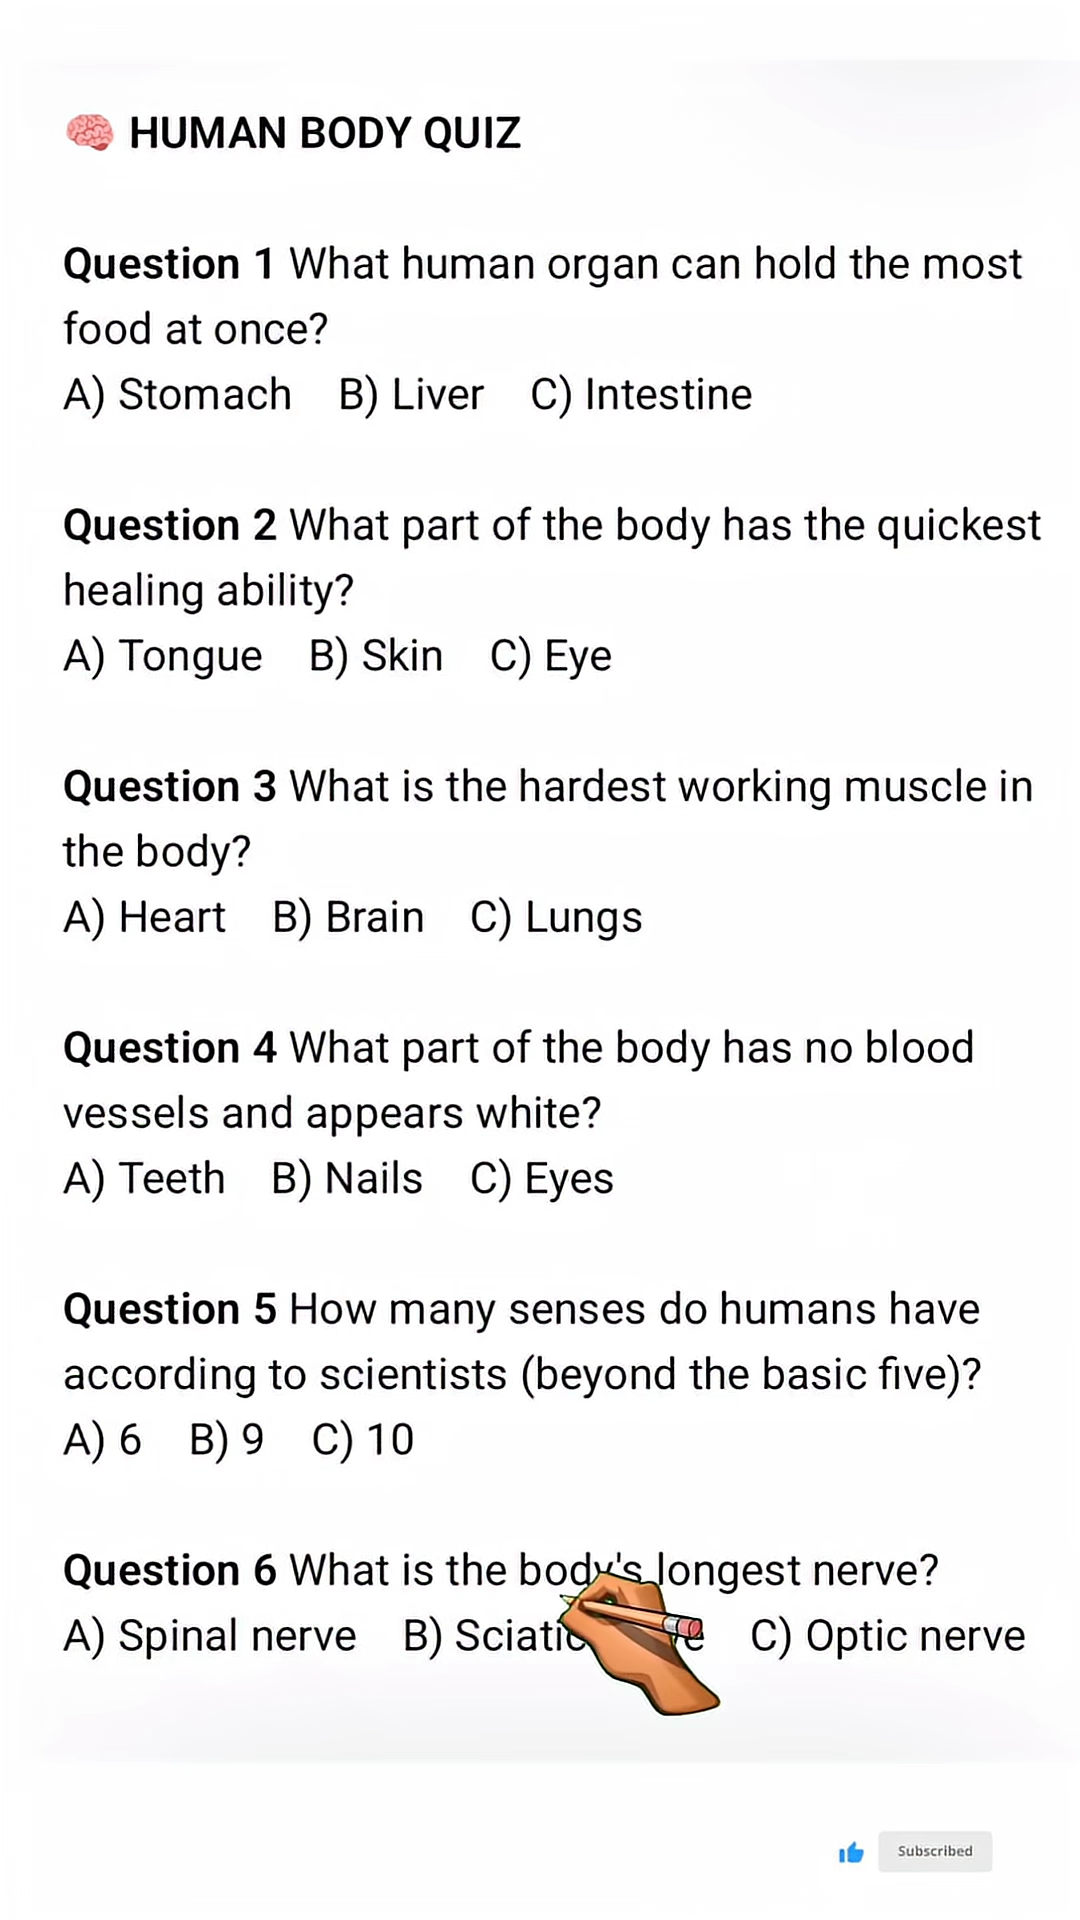 🧠 HUMAN BODY QUIZ
Question 1 What human organ can hold the most
food at once?
A) Stomach B) Liver C) Intestine
Question 2 What part of the body has the quickest
healing ability?
A) Tongue B) Skin C) Eye
Question 3 What is the hardest working muscle in
the body?
A) Heart B) Brain C) Lungs
Question 4 What part of the body has no blood
vessels and appears white?
A) Teeth B) Nails C) Eyes
Question 5 How many senses do humans have
according to scientists (beyond the basic five)?
A) 6 B) 9 C) 10
Question 6 What is the body's longest nerve?
A) Spinal nerve B) Sciatic C) Optic nerve
Subscribed